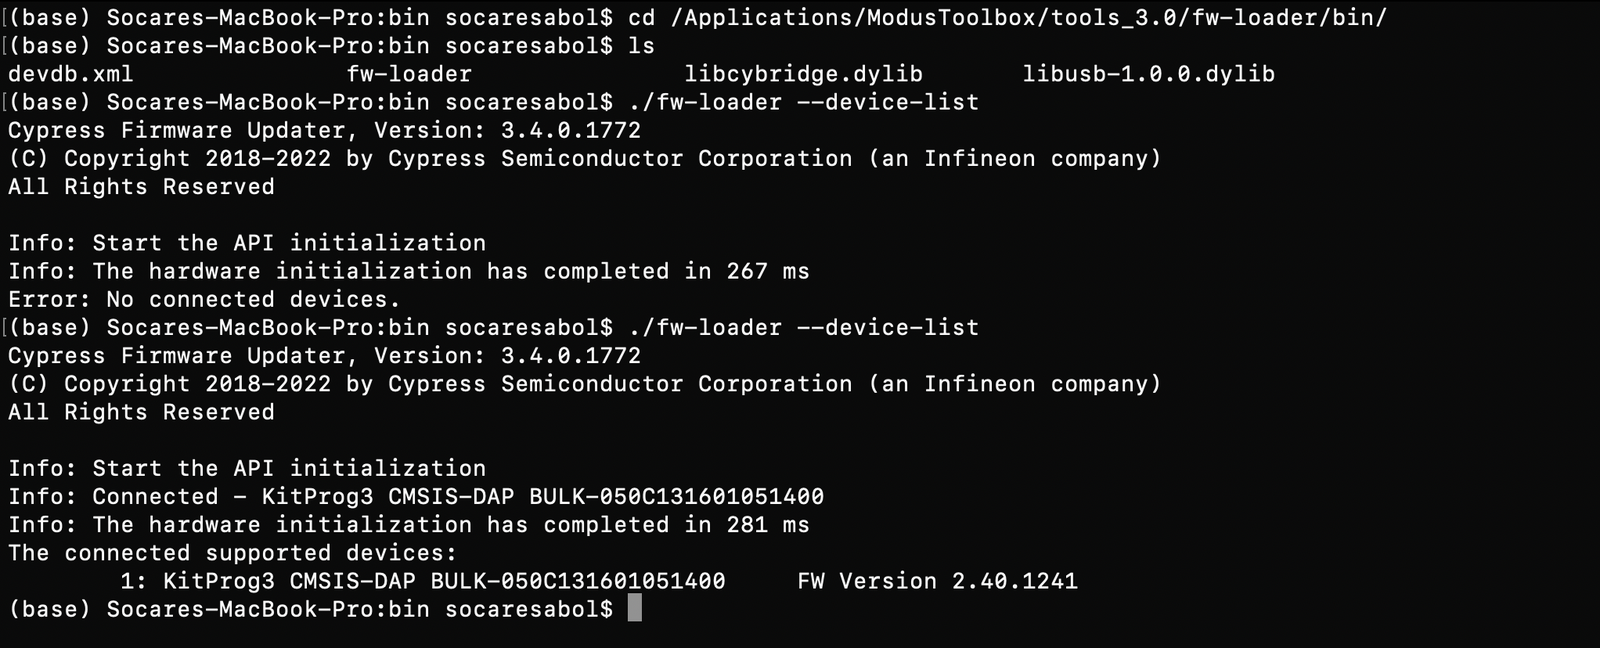 [(base) Socares-MacBook-Pro:bin socaresabol$ cd /Applications/ModusToolbox/tools_3.0/fw-loader/bin/
[(base) Socares-MacBook-Pro:bin socaresabol$ ls
devdb.xml fw-loader libcybridge.dylib libusb-1.0.0.dylib
[(base) Socares-MacBook-Pro:bin socaresabol$ ./fw-loader --device-list
Cypress Firmware Updater, Version: 3.4.0.1772
(C) Copyright 2018-2022 by Cypress Semiconductor Corporation (an Infineon company)
All Rights Reserved
Info: Start the API initialization
Info: The hardware initialization has completed in 267 ms
Error: No connected devices.
[(base) Socares-MacBook-Pro:bin socaresabol$ ./fw-loader --device-list
Cypress Firmware Updater, Version: 3.4.0.1772
(C) Copyright 2018-2022 by Cypress Semiconductor Corporation (an Infineon company)
All Rights Reserved
Info: Start the API initialization
Info: Connected - KitProg3 CMSIS-DAP BULK-050C131601051400
Info: The hardware initialization has completed in 281 ms
The connected supported devices:
1: KitProg3 CMSIS-DAP BULK-050C131601051400 FW Version 2.40.1241
(base) Socares-MacBook-Pro:bin socaresabol$